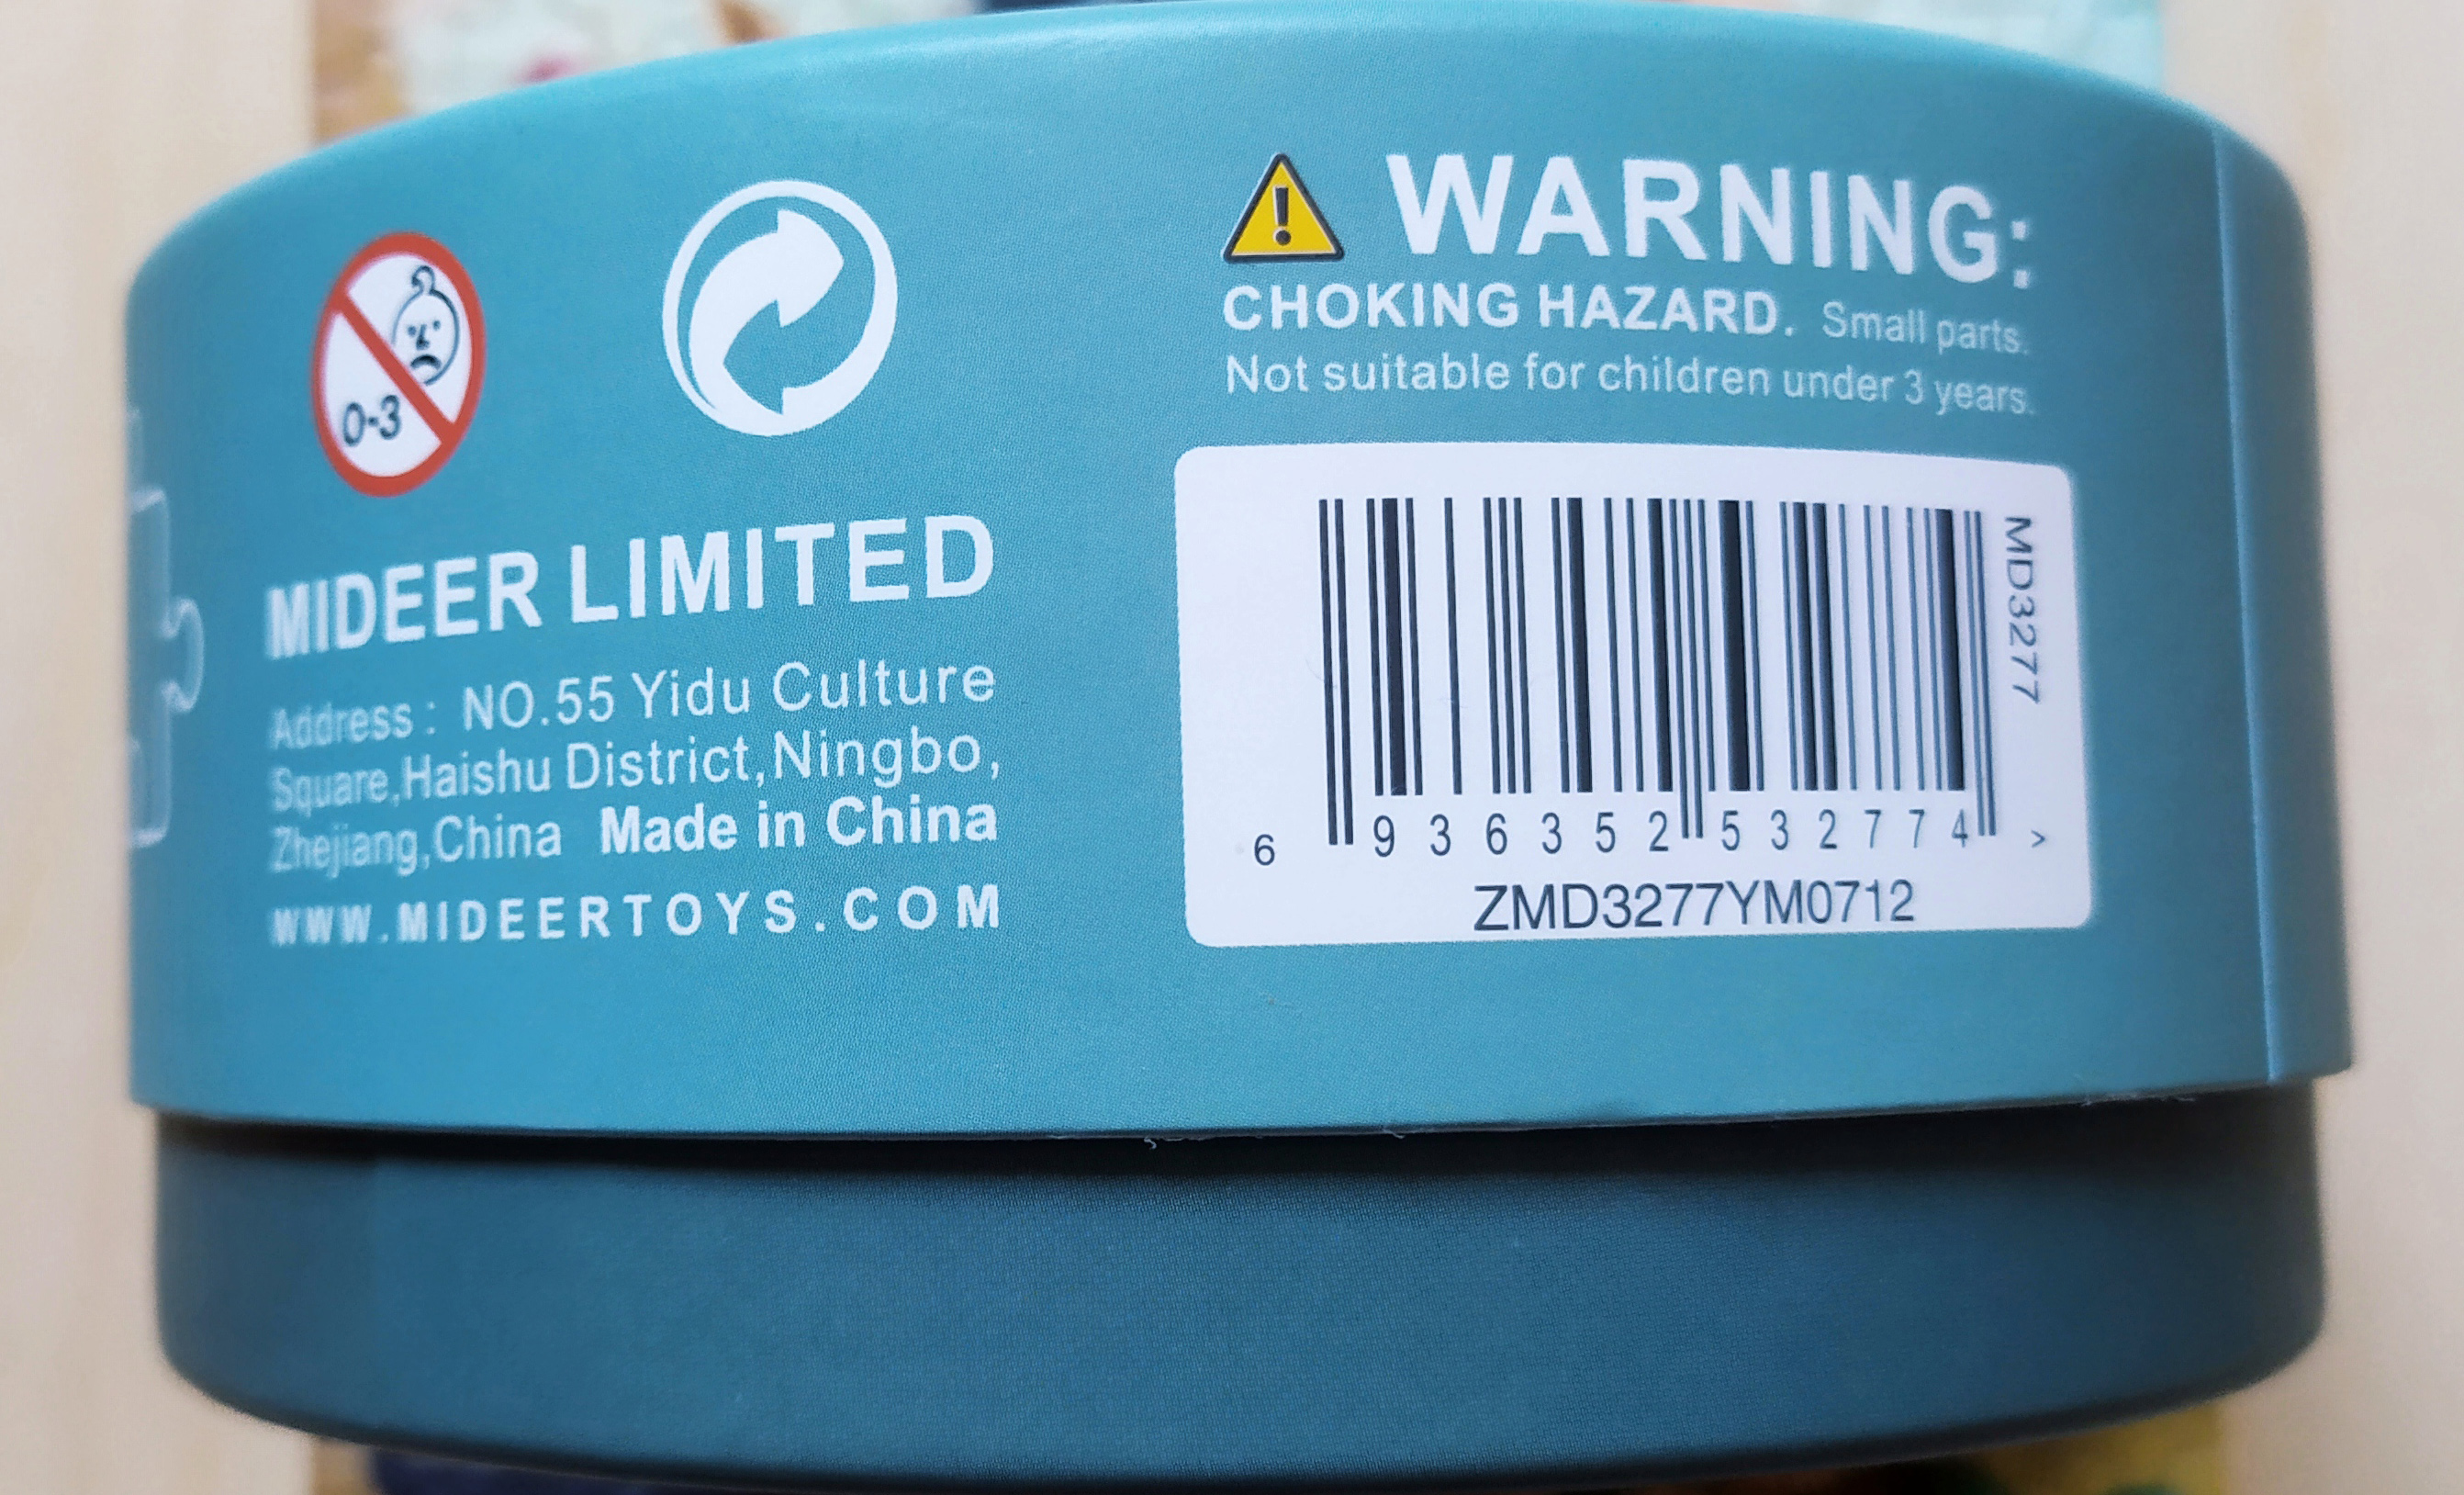 0-3
MIDEER LIMITED
Address : NO.55 Yidu Culture
Square,Haishu District,Ningbo,
Zhejiang,China Made in China
WWW.MIDEERTOYS.COM
! WARNING:
CHOKING HAZARD. Small parts.
Not suitable for children under 3 years.
MD3277
6 936352 532774 >
ZMD3277YM0712